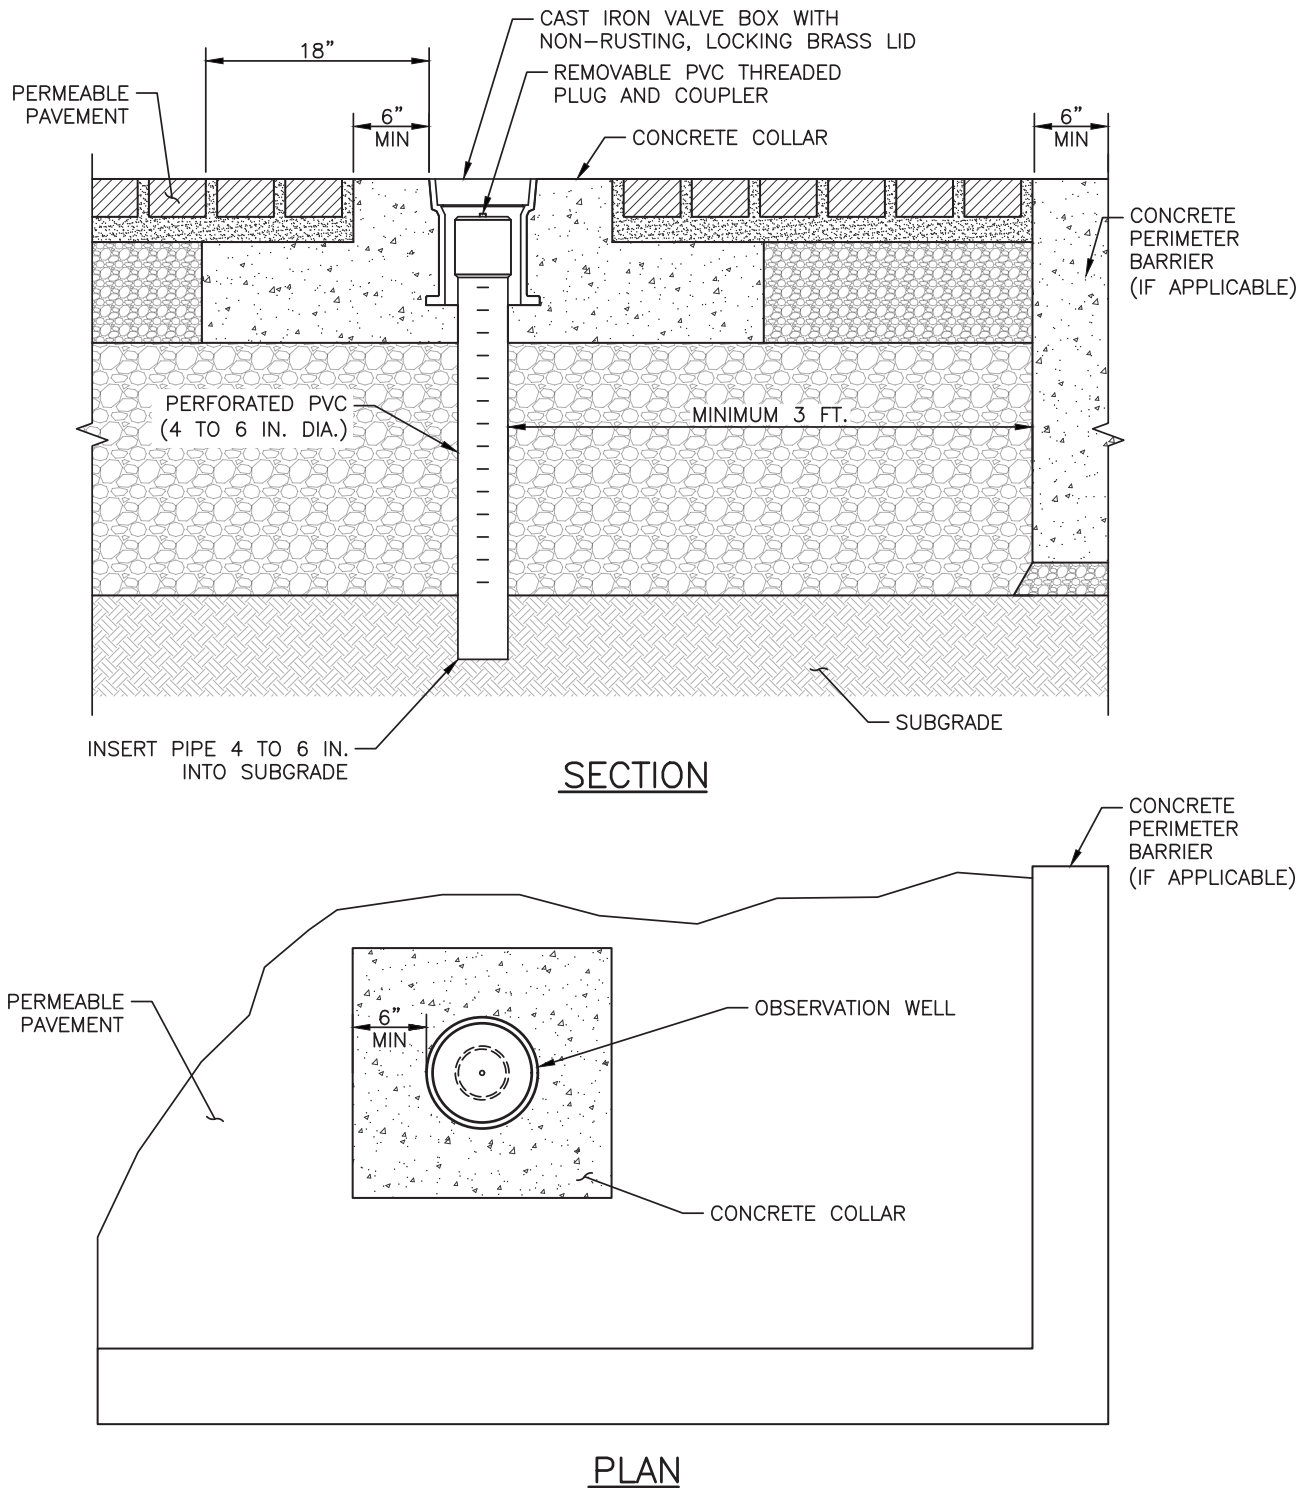 CAST IRON VALVE BOX WITH
NON-RUSTING, LOCKING BRASS LID
18”
REMOVABLE PVC THREADED
PLUG AND COUPLER
PERMEABLE
PAVEMENT
6”
MIN
CONCRETE COLLAR
6”
MIN
CONCRETE
PERIMETER
BARRIER
(IF APPLICABLE)
PERFORATED PVC
(4 TO 6 IN. DIA.)
MINIMUM 3 FT.
SUBGRADE
INSERT PIPE 4 TO 6 IN.
INTO SUBGRADE
SECTION
CONCRETE
PERIMETER
BARRIER
(IF APPLICABLE)
PERMEABLE
PAVEMENT
6”
MIN
OBSERVATION WELL
CONCRETE COLLAR
PLAN